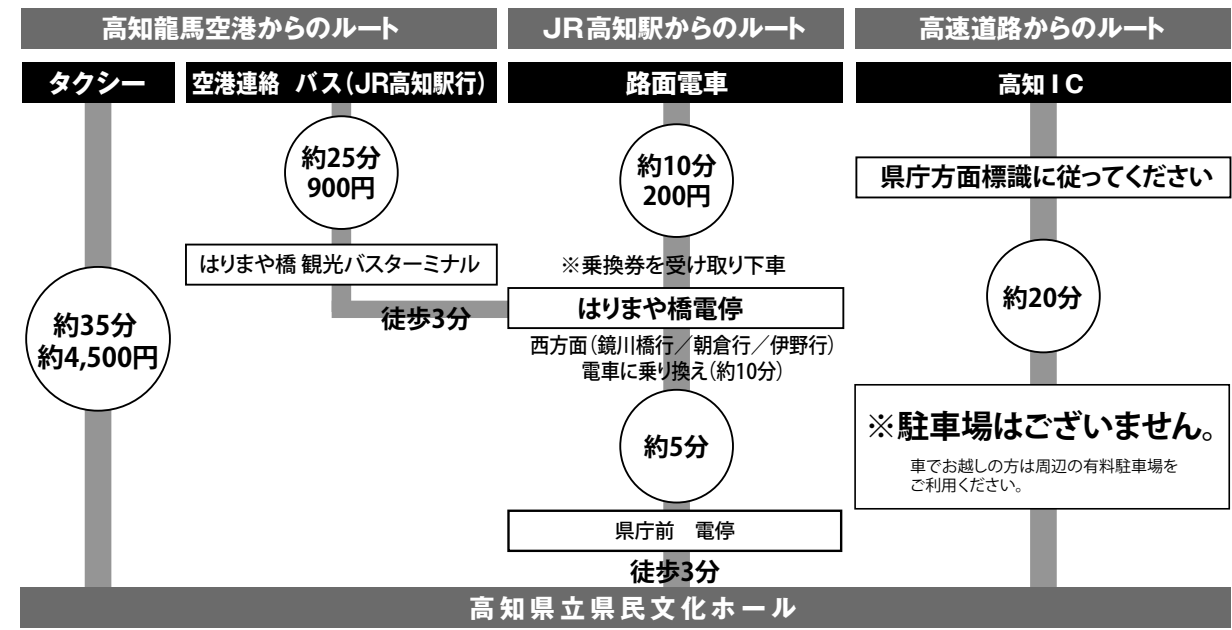 高知龍馬空港からのルート
タクシー
約35分
約4,500円
空港連絡 バス(JR高知駅行)
約25分
900円
はりまや橋 観光バスターミナル
徒歩3分
JR高知駅からのルート
路面電車
約10分
200円
※乗換券を受け取り下車
はりまや橋電停
西方面(鏡川橋行/朝倉行/伊野行)
電車に乗り換え(約10分)
約5分
県庁前 電停
徒歩3分
高速道路からのルート
高知IC
県庁方面標識に従ってください
約20分
※駐車場はございません。
車でお越しの方は周辺の有料駐車場を
ご利用ください。
高知県立県民文化ホール